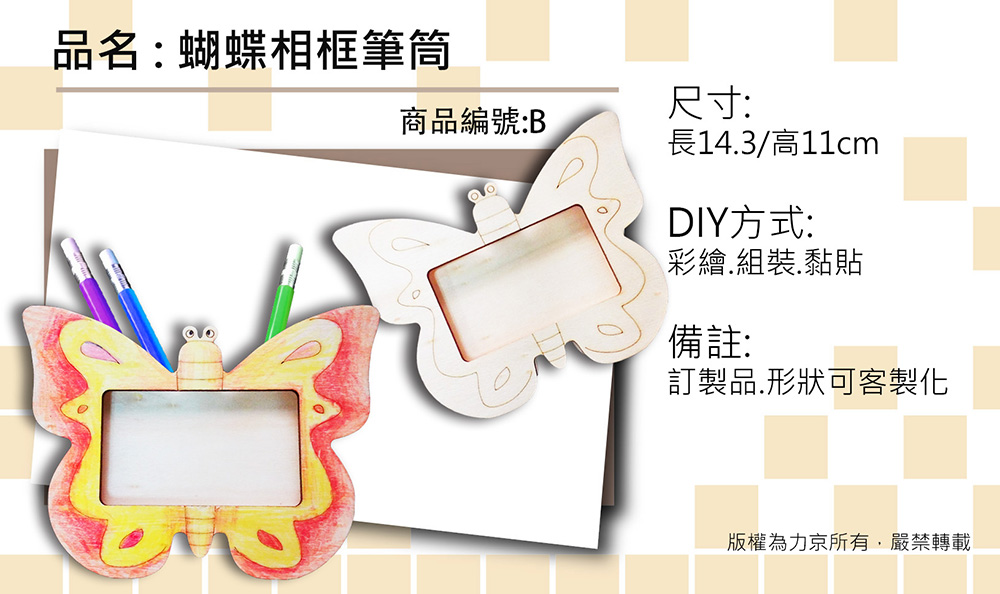 品名 : 蝴蝶相框筆筒
商品編號:B
尺寸:
長14.3/高11cm
DIY方式:
彩繪.組裝.黏貼
備註:
訂製品.形狀可客製化
版權為力京所有，嚴禁轉載